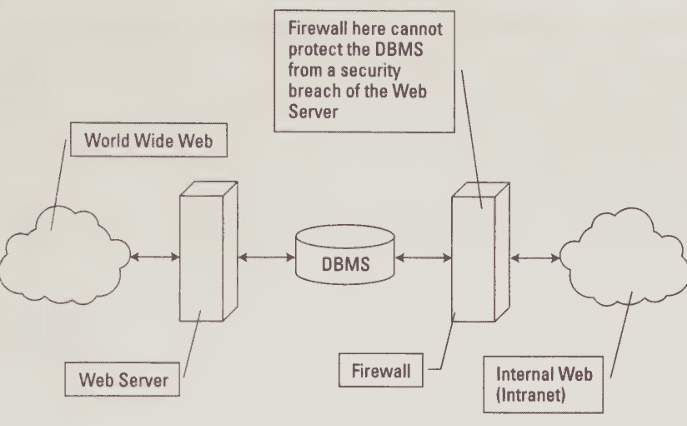 Firewall here cannot
protect the DBMS
from a security
breach of the Web
Server
World Wide Web
DBMS
Web Server
Firewall
Internal Web
(Intranet)